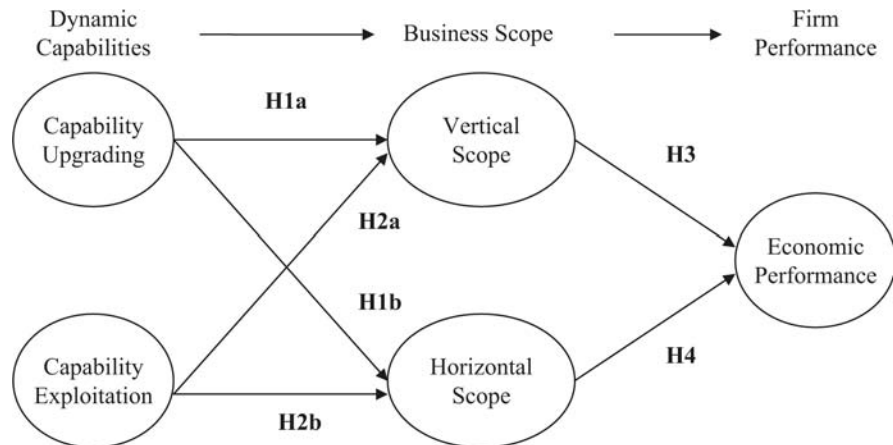 Dynamic
Capabilities
Business Scope
Firm
Performance
H1a
Capability
Upgrading
Vertical
Scope
H3
H2a
Economic
Performance
H1b
H4
Capability
Exploitation
Horizontal
Scope
H2b